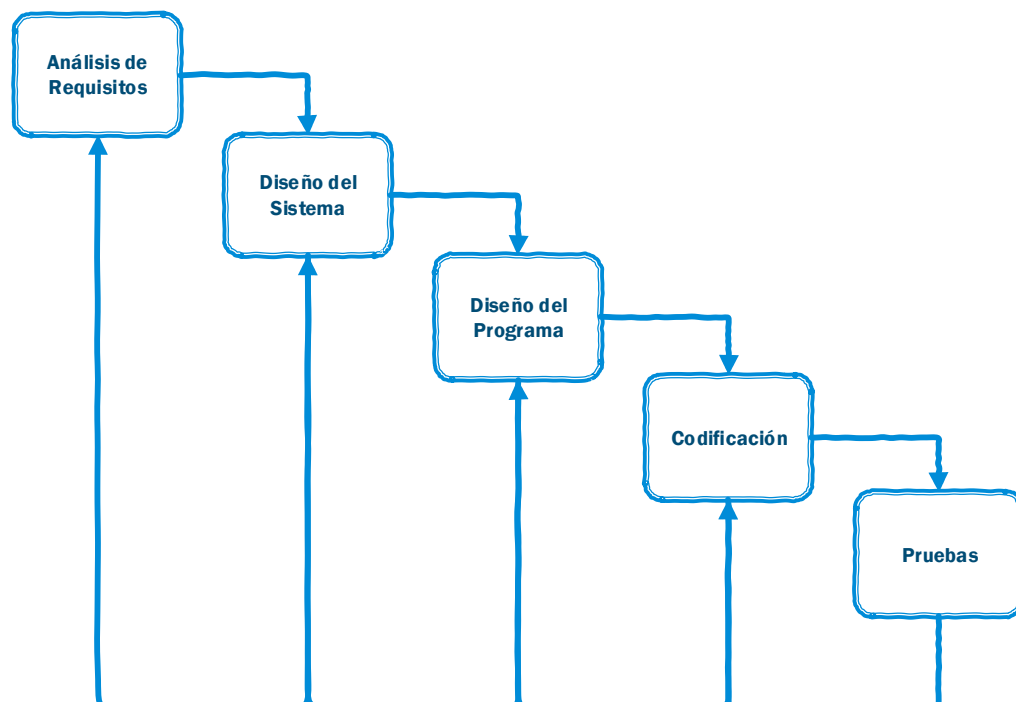 Análisis de
Requisitos
Diseño del
Sistema
Diseño del
Programa
Codificación
Pruebas